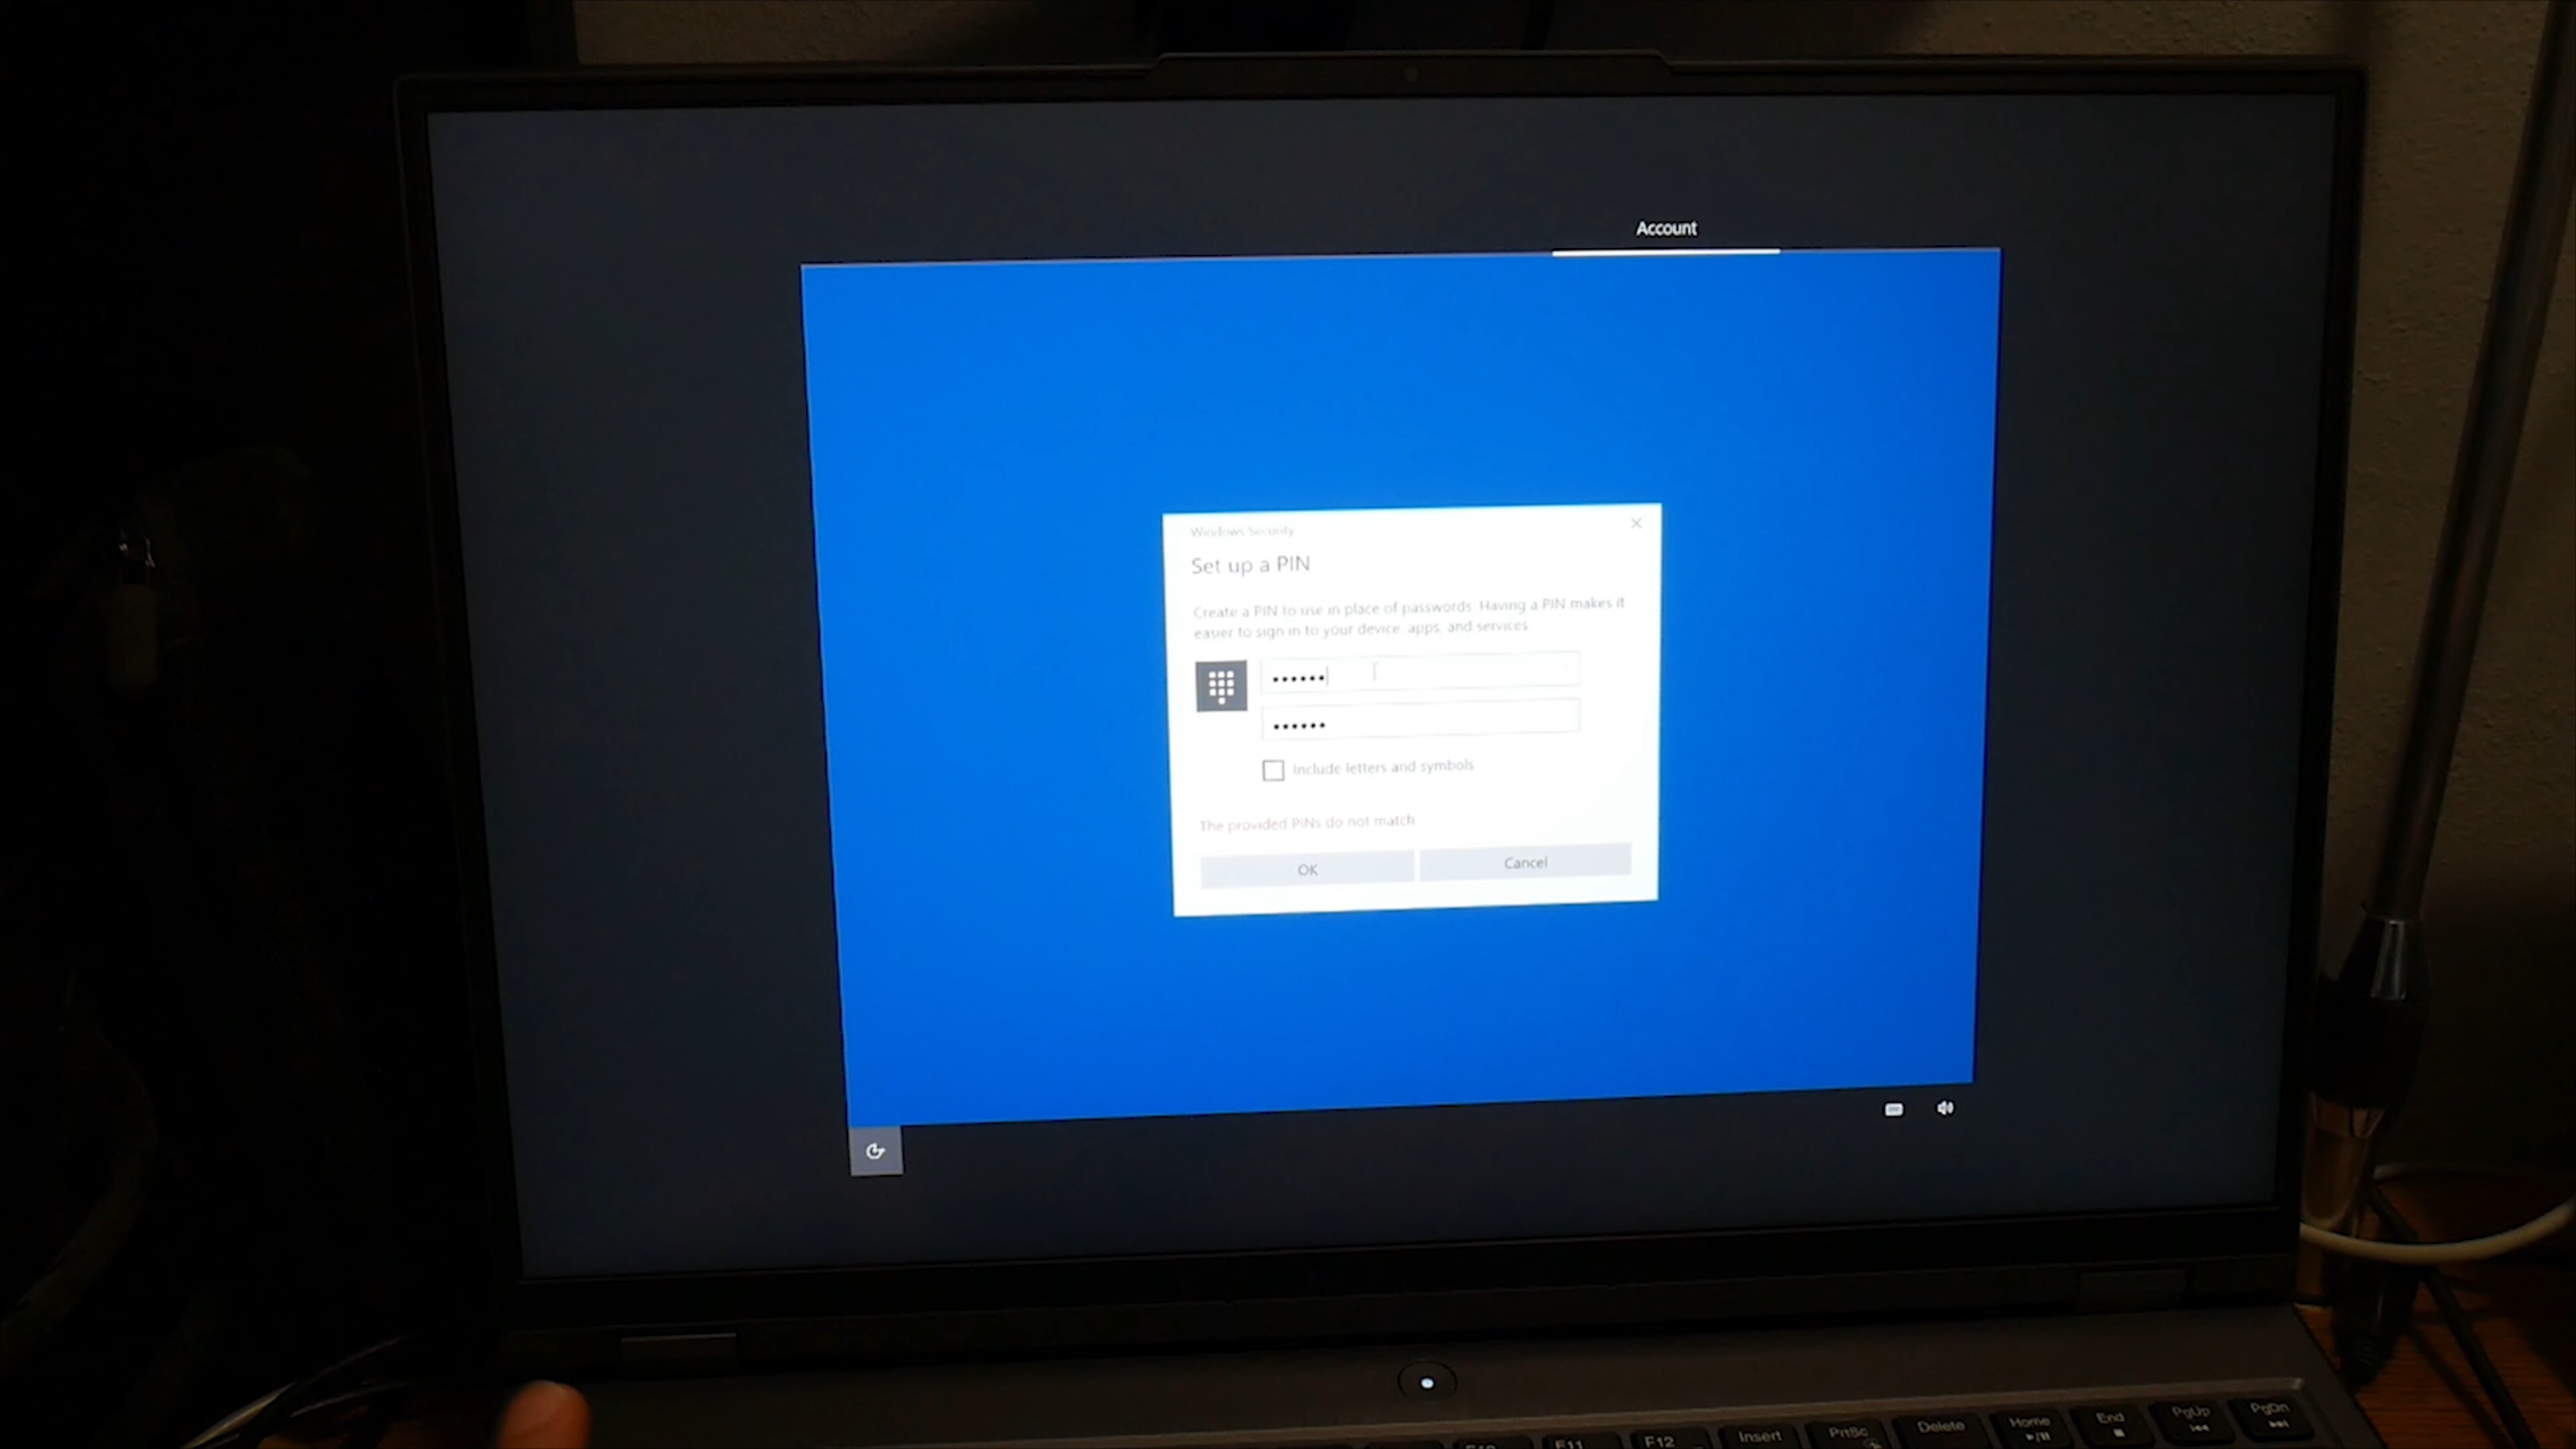 Account
Windows Security
Set up a PIN
Create a PIN to use in place of passwords. Having a PIN makes it
easier to sign in to your device, apps, and services.
••••••
••••••
Include letters and symbols
The provided PINs do not match
OK Cancel
F10 F11 F12 Insert PrtSc Delete Home End PgUp PgDn